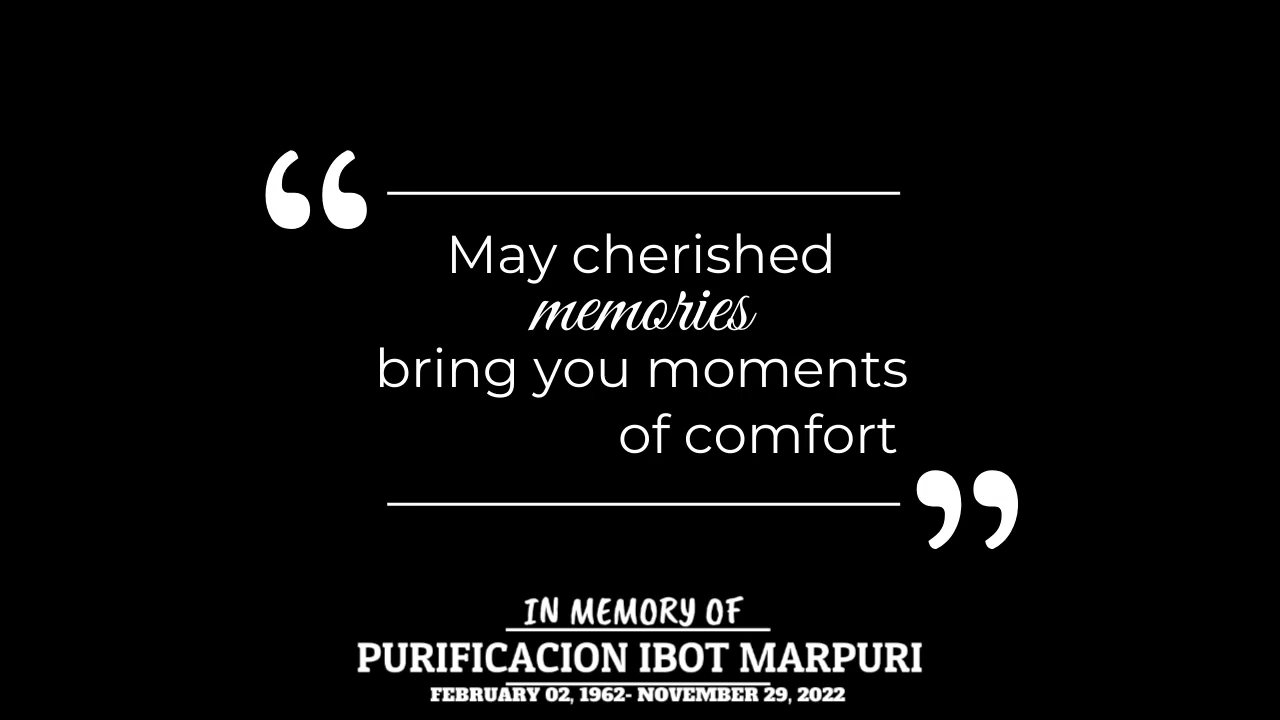 “
May cherished
memories
bring you moments
of comfort
”
IN MEMORY OF
PURIFICACION IBOT MARPURI
FEBRUARY 02, 1962- NOVEMBER 29, 2022